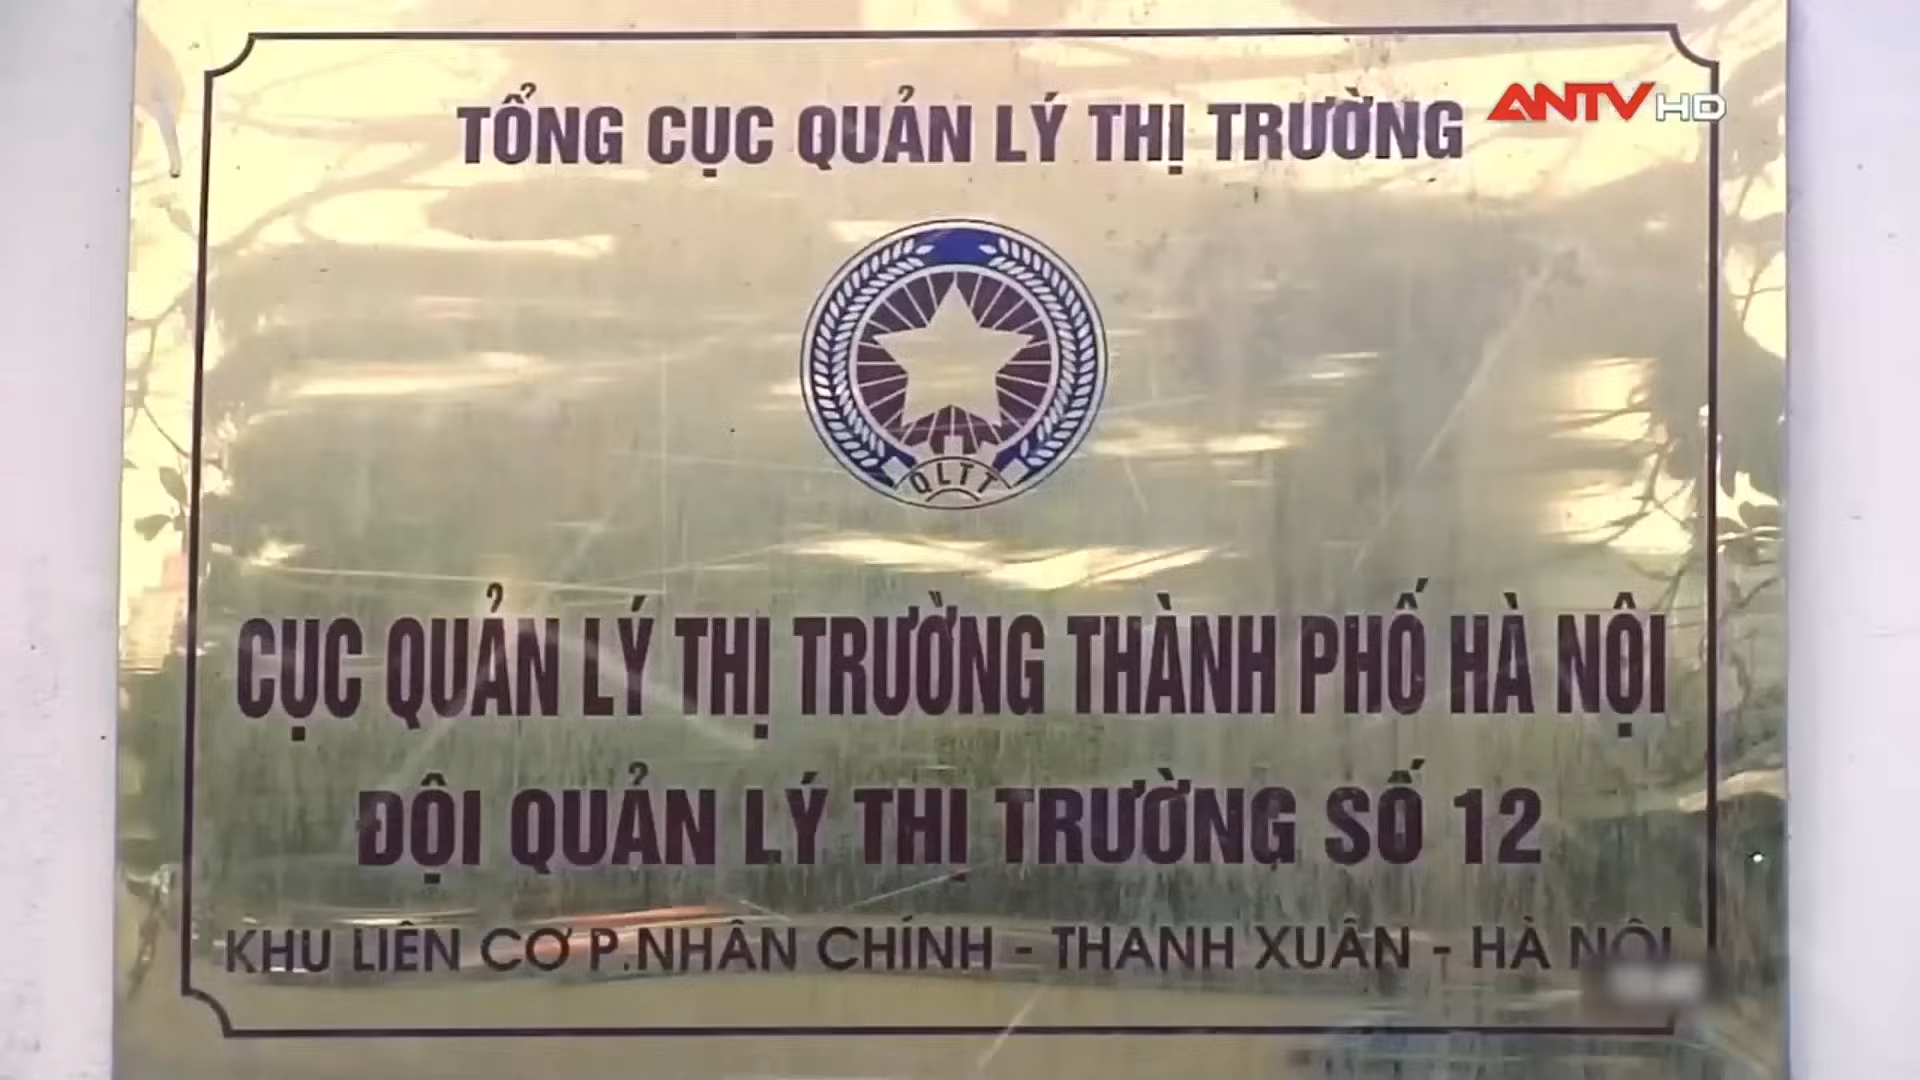 TỔNG CỤC QUẢN LÝ THỊ TRƯỜNG
ANTV HD
QLTT
CỤC QUẢN LÝ THỊ TRƯỜNG THÀNH PHỐ HÀ NỘI
ĐỘI QUẢN LÝ THỊ TRƯỜNG SỐ 12
KHU LIÊN CƠ P.NHÂN CHÍNH - THANH XUÂN - HÀ NỘI